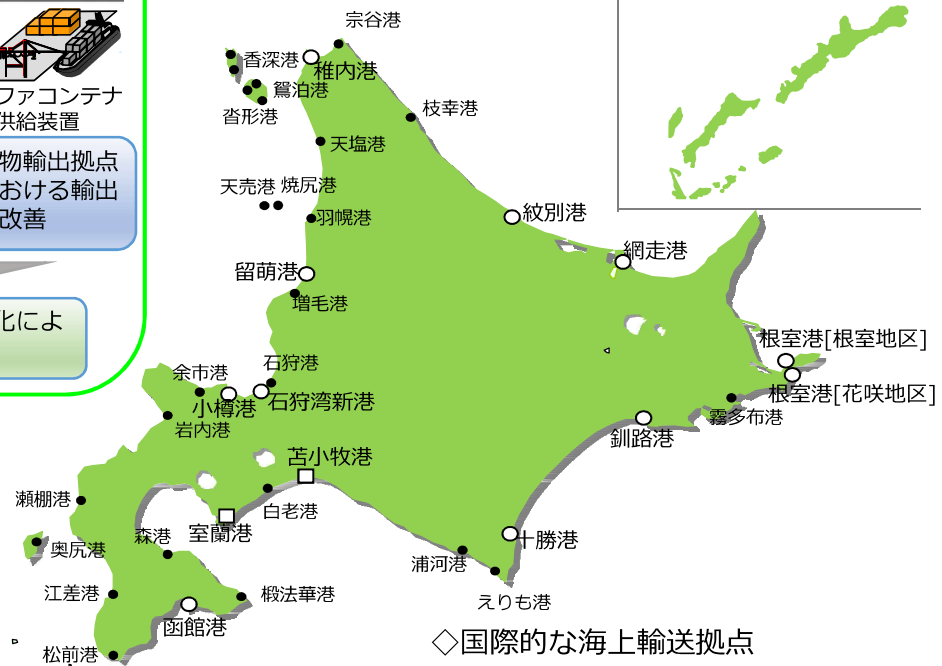 ファコンテナ
供給装置
物輸出拠点
おける輸出
改善
化によ
宗谷港
香深港
稚内港
鴛泊港
沓形港
枝幸港
天塩港
天売港 焼尻港
羽幌港
紋別港
網走港
留萌港
増毛港
石狩港
余市港
小樽港
石狩湾新港
岩内港
根室港[根室地区]
根室港[花咲地区]
霧多布港
釧路港
苫小牧港
白老港
室蘭港
瀬棚港
森港
奥尻港
十勝港
浦河港
えりも港
江差港
椴法華港
函館港
松前港
◇国際的な海上輸送拠点